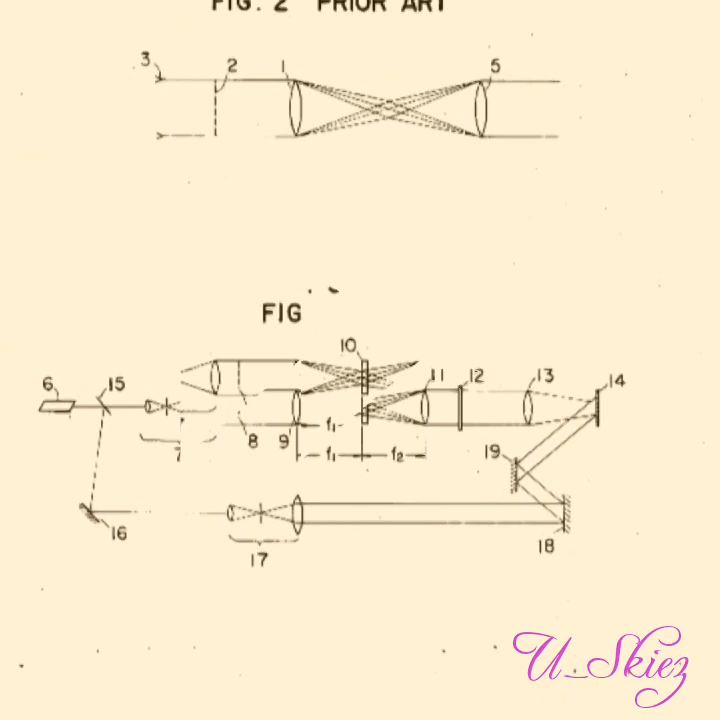 FIG. 2 PRIOR ART
3 2 1 5
FIG
10
6 15 11 12 13 14
f₁
7 8 9 19
f₁ f₂
16
17 18
U_Skiez